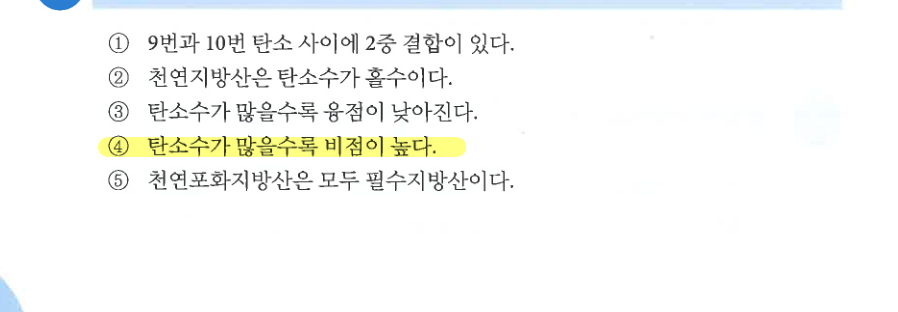 ① 9번과 10번 탄소 사이에 2중 결합이 있다.
② 천연지방산은 탄소수가 홀수이다.
③ 탄소수가 많을수록 융점이 낮아진다.
④ 탄소수가 많을수록 비점이 높다.
⑤ 천연포화지방산은 모두 필수지방산이다.